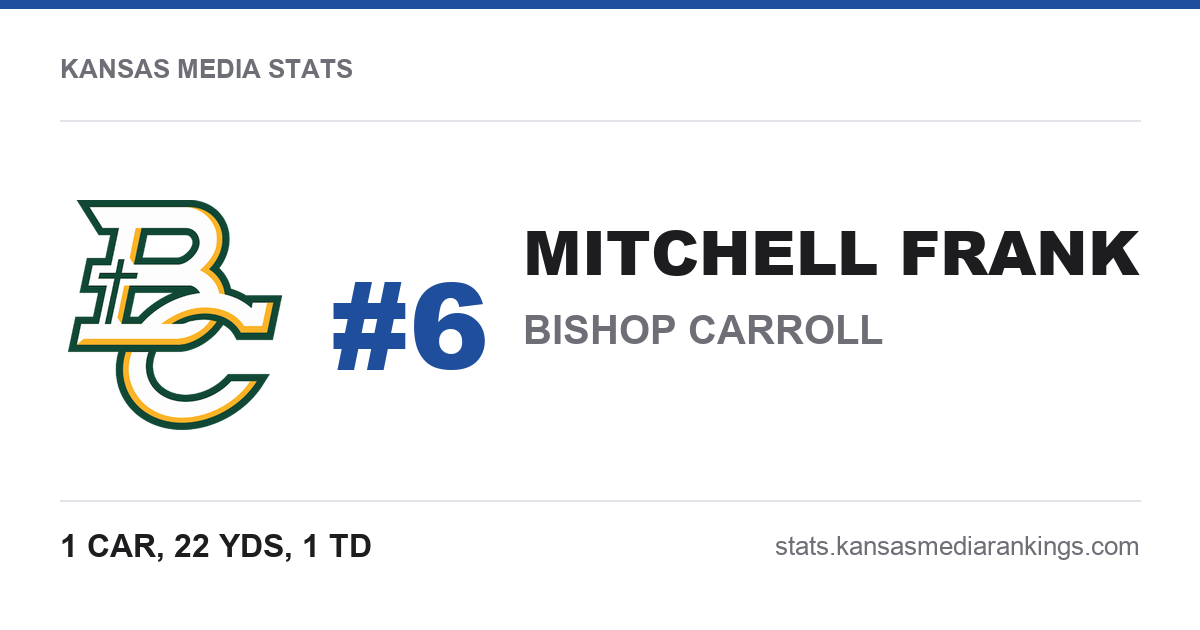 KANSAS MEDIA STATS
BC
#6
MITCHELL FRANK
BISHOP CARROLL
1 CAR, 22 YDS, 1 TD
stats.kansasmediarankings.com